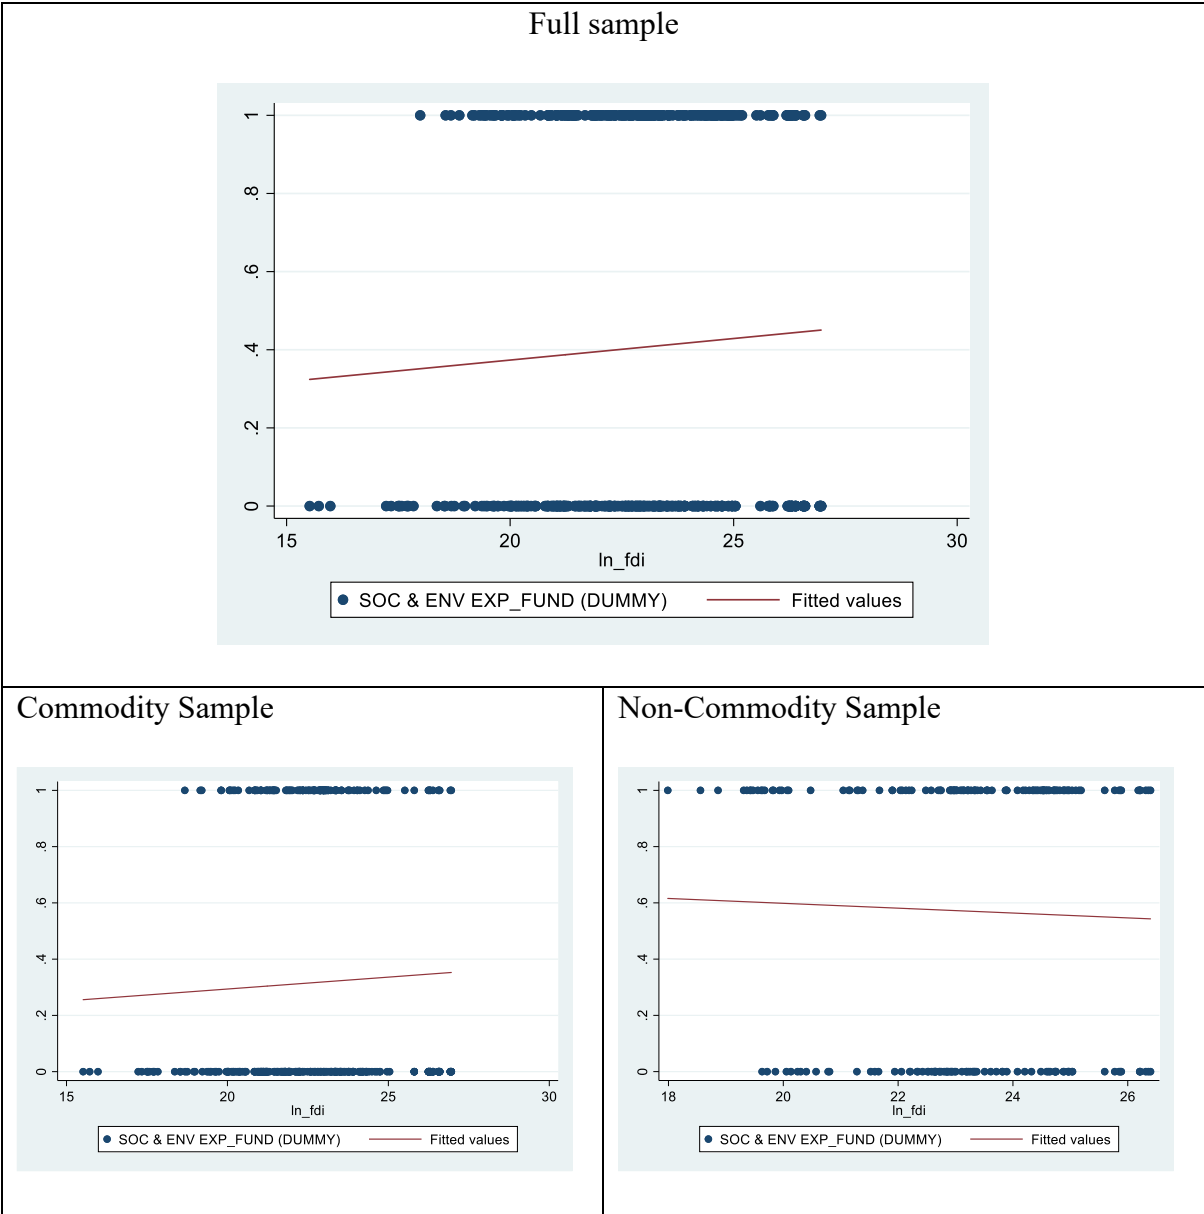 Full sample
1
.8
.6
.4
.2
0
15 20 25 30
ln_fdi
SOC & ENV EXP_FUND (DUMMY) Fitted values
Commodity Sample
1
.8
.6
.4
.2
0
15 20 25 30
ln_fdi
SOC & ENV EXP_FUND (DUMMY) Fitted values
Non-Commodity Sample
1
.8
.6
.4
.2
0
18 20 22 24 26
ln_fdi
SOC & ENV EXP_FUND (DUMMY) Fitted values